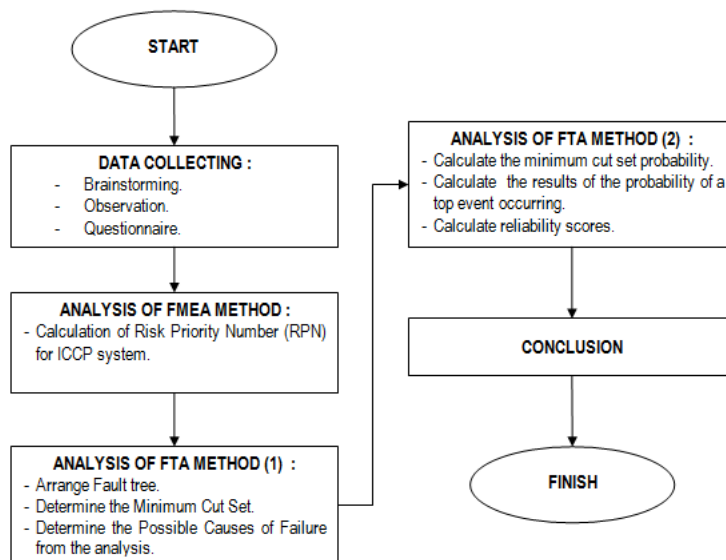 START
DATA COLLECTING :
- Brainstorming.
- Observation.
- Questionnaire.
ANALYSIS OF FMEA METHOD :
- Calculation of Risk Priority Number (RPN)
for ICCP system.
ANALYSIS OF FTA METHOD (1) :
- Arrange Fault tree.
- Determine the Minimum Cut Set.
- Determine the Possible Causes of Failure
from the analysis.
ANALYSIS OF FTA METHOD (2) :
- Calculate the minimum cut set probability.
- Calculate the results of the probability of a
top event occurring.
- Calculate reliability scores.
CONCLUSION
FINISH